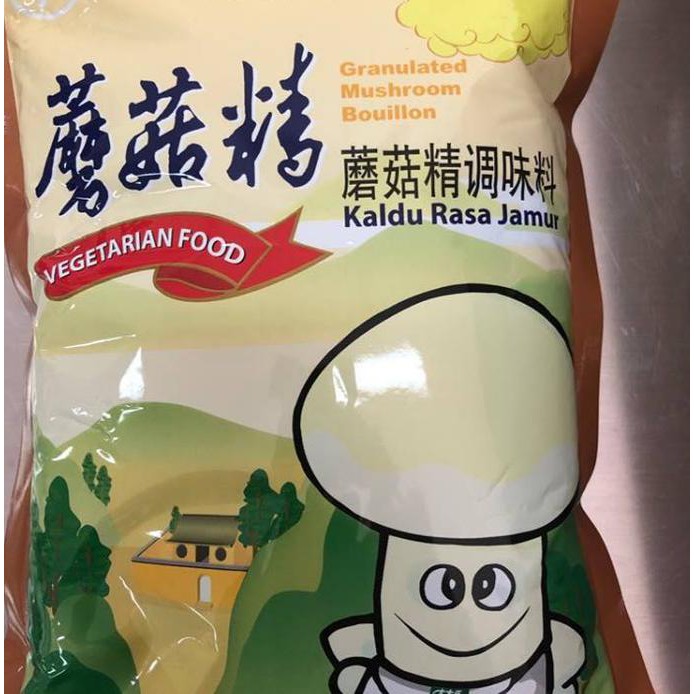 蘑菇精
Granulated
Mushroom
Bouillon
蘑菇精调味料
Kaldu Rasa Jamur
VEGETARIAN FOOD